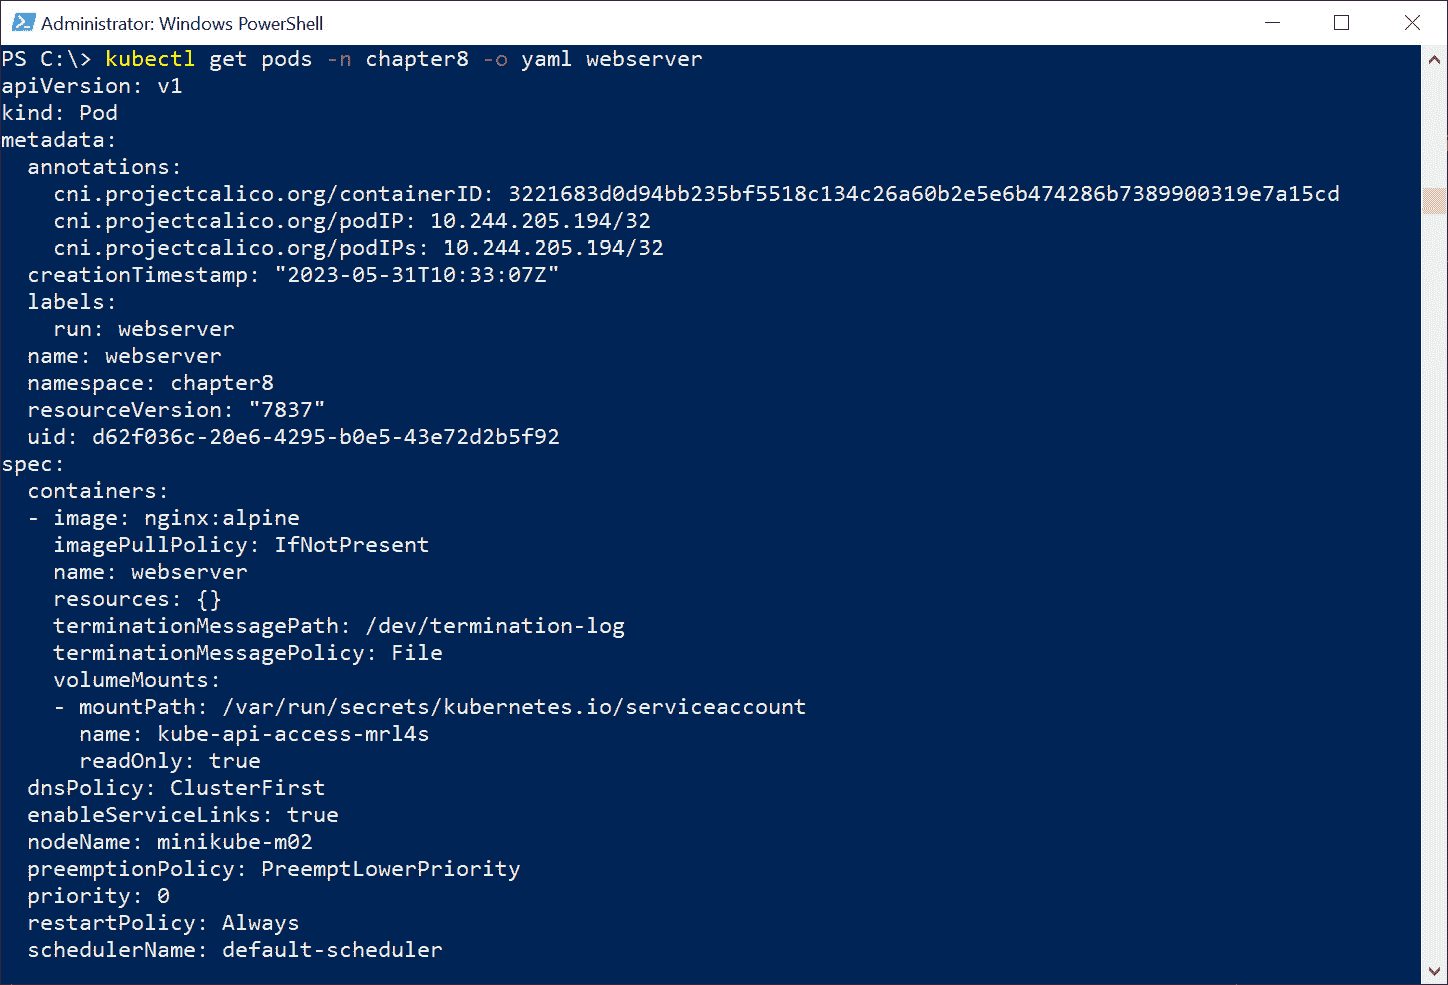 Administrator: Windows PowerShell
PS C:\> kubectl get pods -n chapter8 -o yaml webserver
apiVersion: v1
kind: Pod
metadata:
  annotations:
    cni.projectcalico.org/containerID: 3221683d0d94bb235bf5518c134c26a60b2e5e6b474286b7389900319e7a15cd
    cni.projectcalico.org/podIP: 10.244.205.194/32
    cni.projectcalico.org/podIPs: 10.244.205.194/32
  creationTimestamp: "2023-05-31T10:33:07Z"
  labels:
    run: webserver
  name: webserver
  namespace: chapter8
  resourceVersion: "7837"
  uid: d62f036c-20e6-4295-b0e5-43e72d2b5f92
spec:
  containers:
  - image: nginx:alpine
    imagePullPolicy: IfNotPresent
    name: webserver
    resources: {}
    terminationMessagePath: /dev/termination-log
    terminationMessagePolicy: File
    volumeMounts:
    - mountPath: /var/run/secrets/kubernetes.io/serviceaccount
      name: kube-api-access-mrl4s
      readOnly: true
  dnsPolicy: ClusterFirst
  enableServiceLinks: true
  nodeName: minikube-m02
  preemptionPolicy: PreemptLowerPriority
  priority: 0
  restartPolicy: Always
  schedulerName: default-scheduler